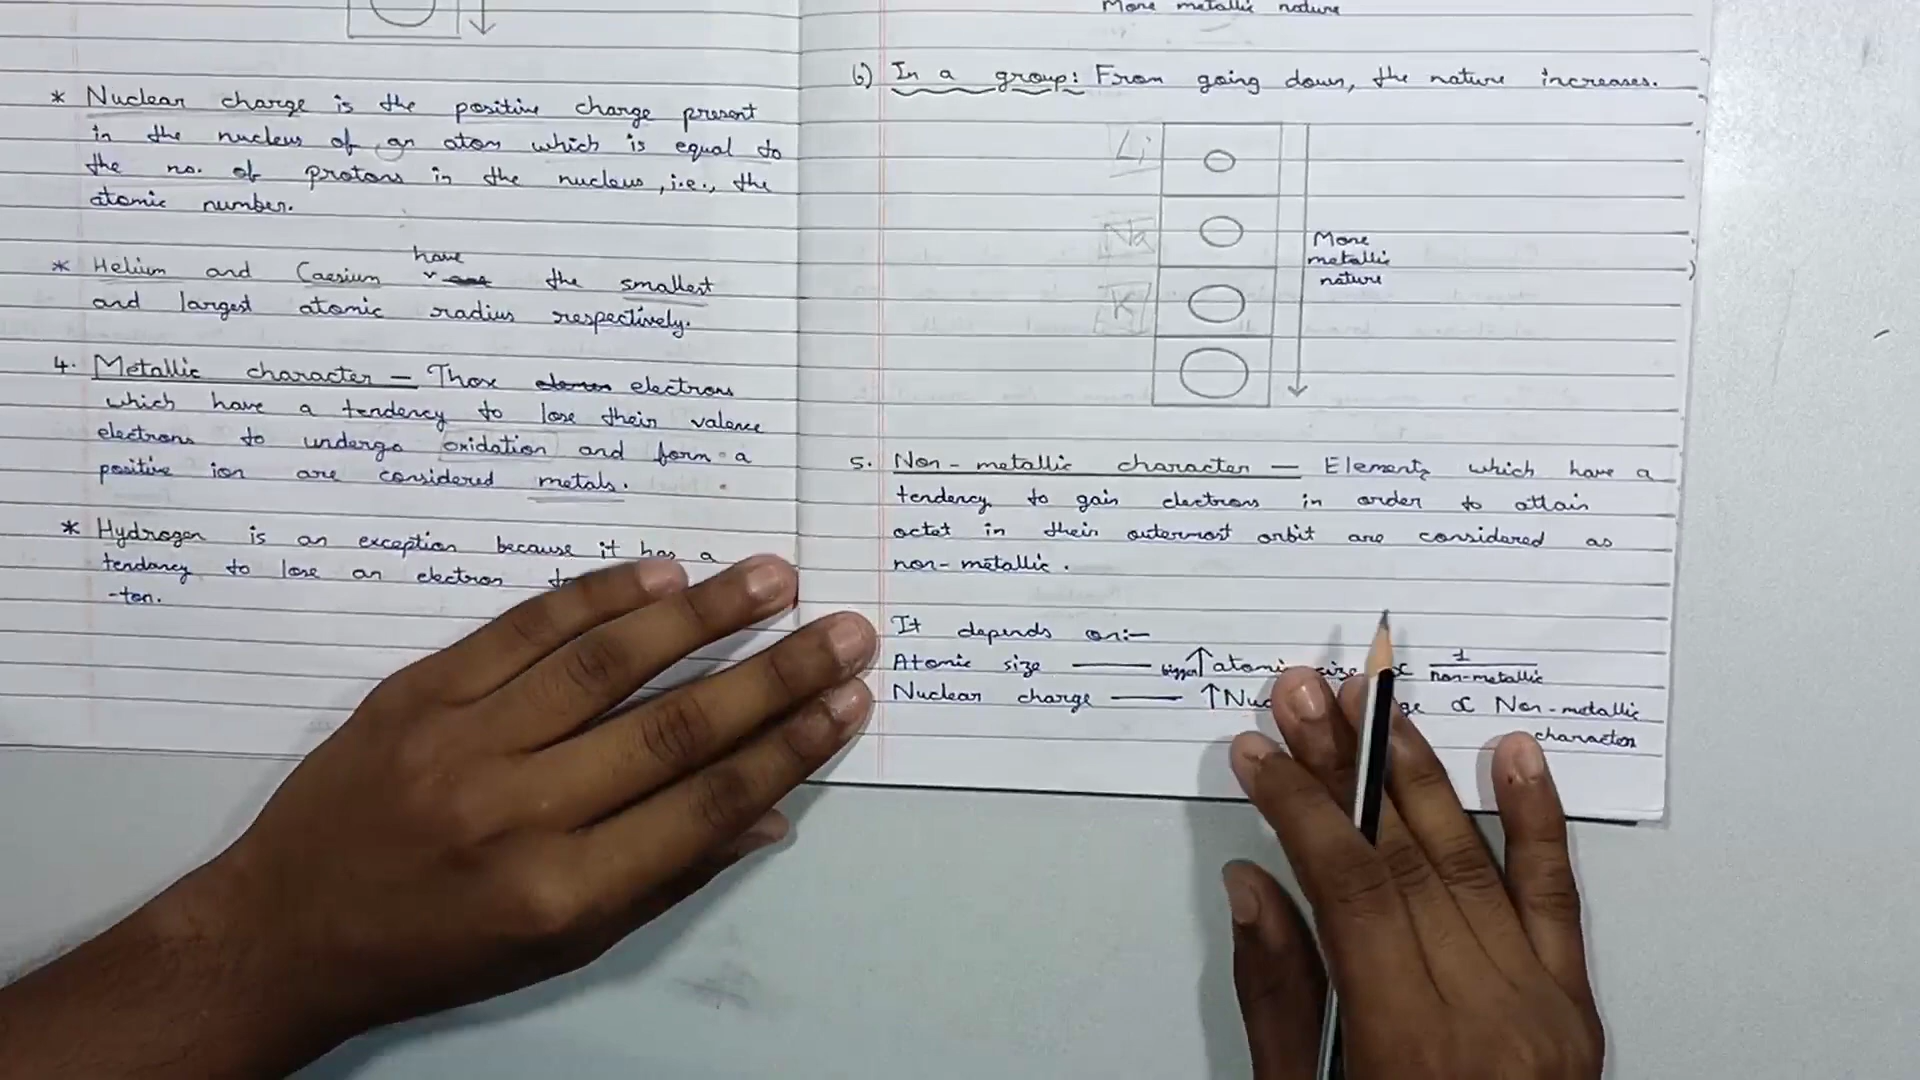 * Nuclear charge is the positive charge present
in the nucleus of an atom which is equal to
the no. of protons in the nucleus, i.e., the
atomic number.
have
* Helium and Caesium the smallest
and largest atomic radius respectively.
4. Metallic character — Those electrons
which have a tendency to lose their valence
electrons to undergo oxidation and form a
positive ion are considered metals.
* Hydrogen is an exception because it has a
tendancy to lose an electron
-ton.
More metallic nature
b) In a group: From going down, the nature increases.
Li
Na
K
More
metallic
nature
5. Non-metallic character — Elements which have a
tendency to gain electrons in order to attain
octet in their outermost orbit are considered as
non-metallic.
It depends on:-
Atomic size — bigger ↑ atomic size ∝ 1/non-metallic
Nuclear charge — ↑ ∝ Non-metallic
character